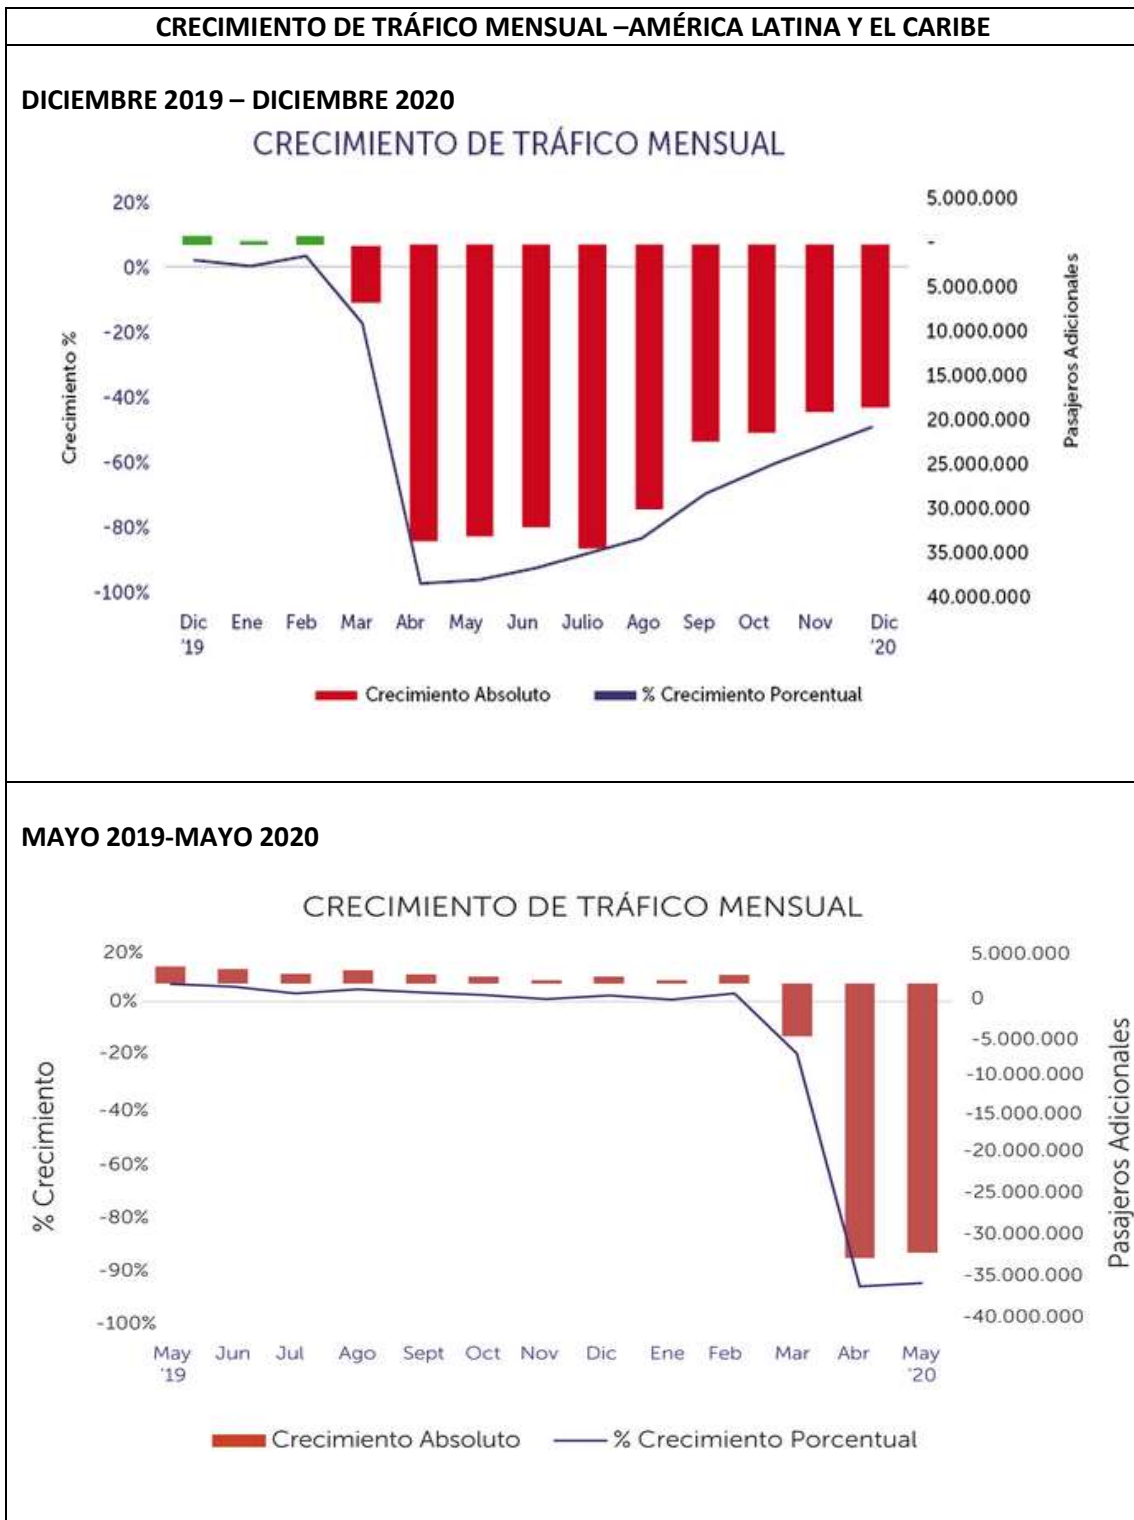 CRECIMIENTO DE TRÁFICO MENSUAL –AMÉRICA LATINA Y EL CARIBE
DICIEMBRE 2019 – DICIEMBRE 2020
CRECIMIENTO DE TRÁFICO MENSUAL
Crecimiento %
20%
0%
-20%
-40%
-60%
-80%
-100%
5.000.000
-
5.000.000
10.000.000
15.000.000
20.000.000
25.000.000
30.000.000
35.000.000
40.000.000
Pasajeros Adicionales
Dic Ene Feb Mar Abr May Jun Julio Ago Sep Oct Nov Dic
'19 '20
Crecimiento Absoluto % Crecimiento Porcentual
MAYO 2019-MAYO 2020
CRECIMIENTO DE TRÁFICO MENSUAL
% Crecimiento
20%
0%
-20%
-40%
-60%
-80%
-90%
-100%
5.000.000
0
-5.000.000
-10.000.000
-15.000.000
-20.000.000
-25.000.000
-30.000.000
-35.000.000
-40.000.000
Pasajeros Adicionales
May Jun Jul Ago Sept Oct Nov Dic Ene Feb Mar Abr May
'19 '20
Crecimiento Absoluto % Crecimiento Porcentual